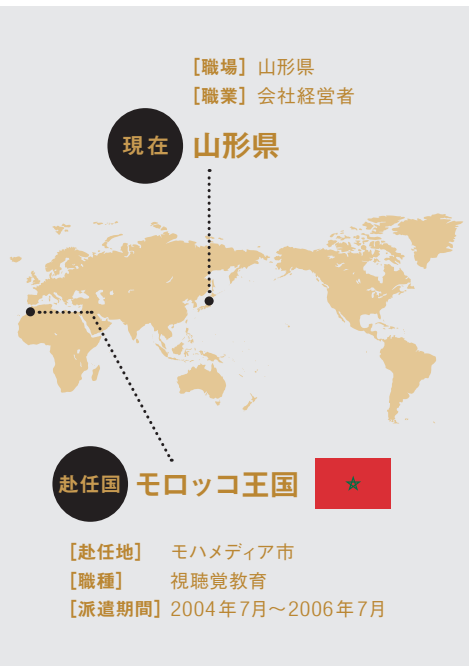 [職場] 山形県
[職業] 会社経営者
現在 山形県
赴任国 モロッコ王国
[赴任地] モハメディア市
[職種] 視聴覚教育
[派遣期間] 2004年7月〜2006年7月